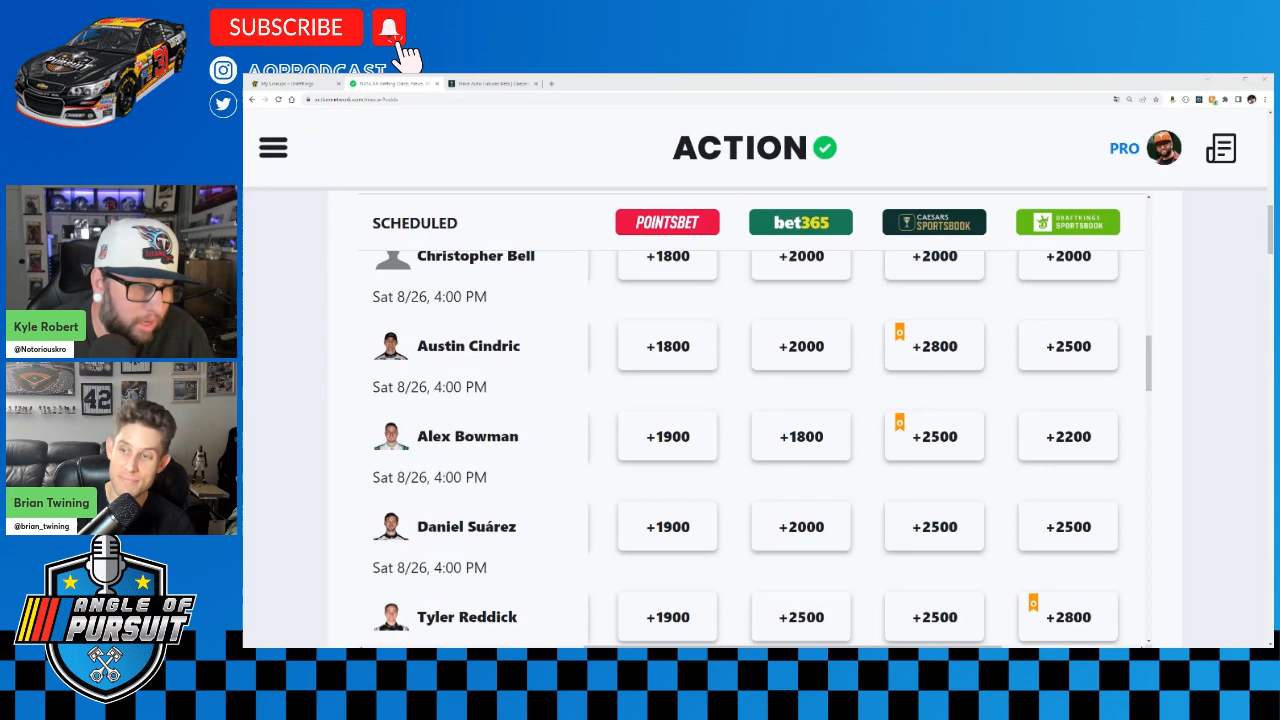 SUBSCRIBE
AOPPODCAST
ACTION
PRO
SCHEDULED
POINTSBET
bet365
CAESARS
SPORTSBOOK
DRAFTKINGS
SPORTSBOOK
Christopher Bell +1800 +2000 +2000 +2000
Sat 8/26, 4:00 PM
Austin Cindric +1800 +2000 +2800 +2500
Sat 8/26, 4:00 PM
Alex Bowman +1900 +1800 +2500 +2200
Sat 8/26, 4:00 PM
Daniel Suárez +1900 +2000 +2500 +2500
Sat 8/26, 4:00 PM
Tyler Reddick +1900 +2500 +2500 +2800
Kyle Robert
@Notoriouskro
42
Brian Twining
@brian_twining
ANGLE OF
PURSUIT
31